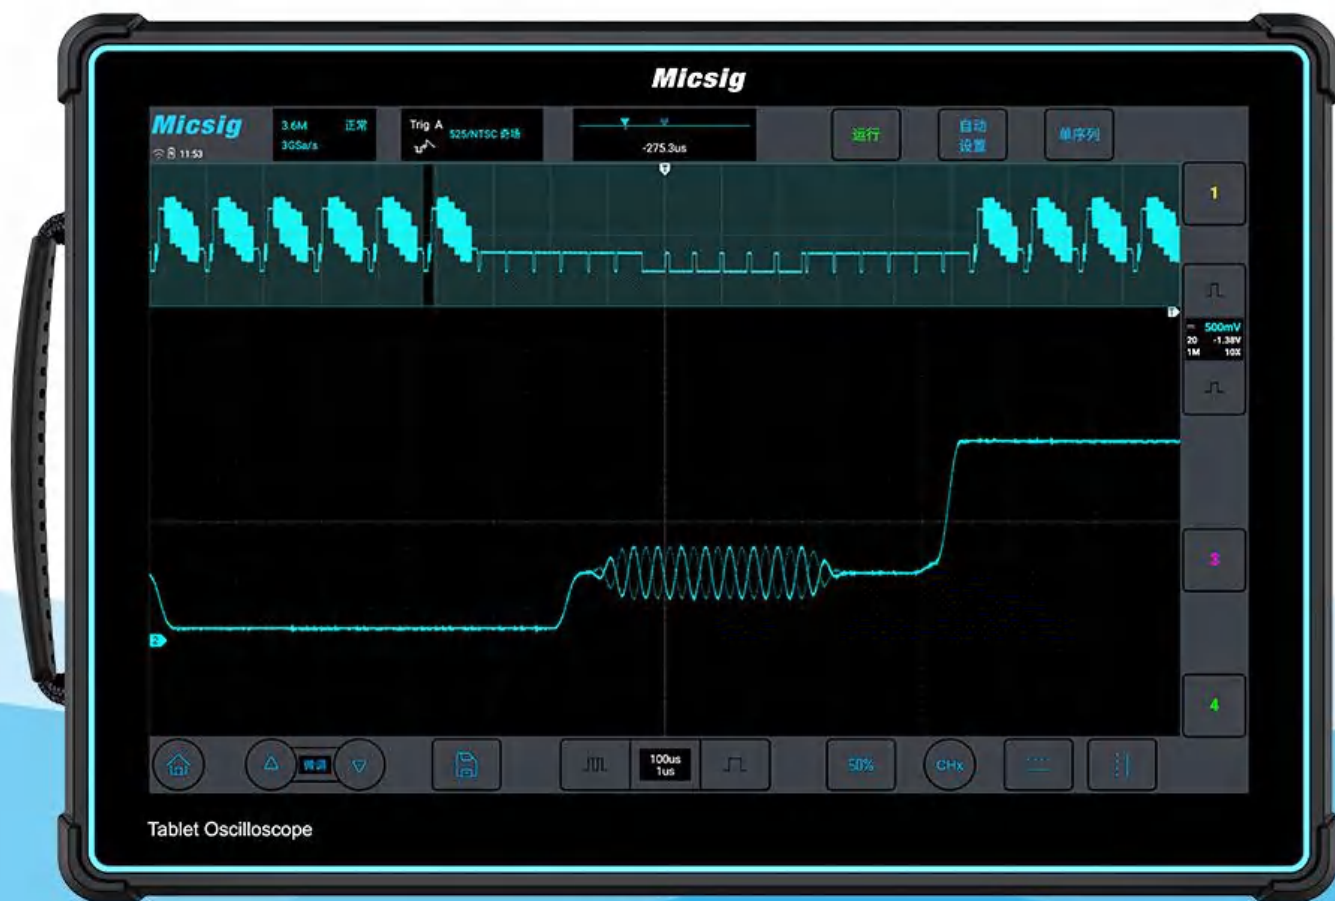 Micsig
Micsig
11:53
3.6M 正常
3GSa/s
Trig A
525/NTSC 奇场
-275.3us
运行
自动
设置
单序列
T
1
T
500mV
20 -1.38V
1M 10X
3
2
4
微调
100us
1us
50%
CHx
Tablet Oscilloscope